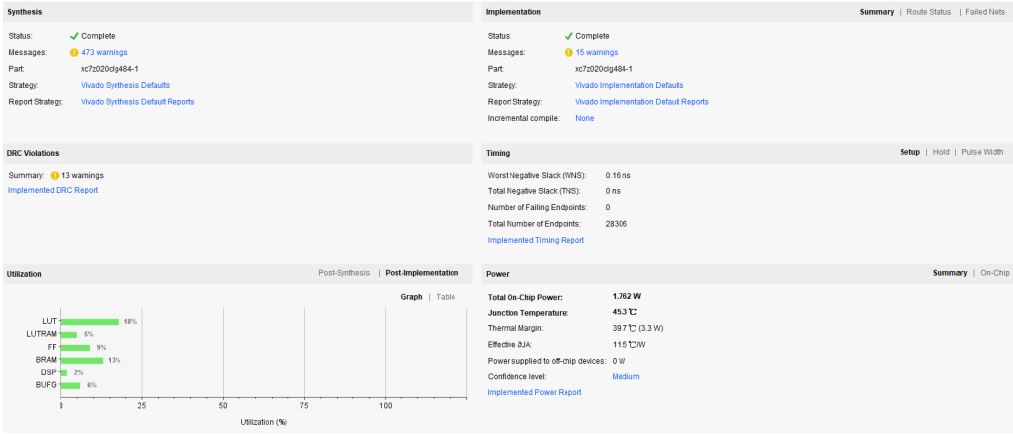 Synthesis
Status: Complete
Messages: 473 warnings
Part: xc7z020clg484-1
Strategy: Vivado Synthesis Defaults
Report Strategy: Vivado Synthesis Default Reports
Implementation Summary | Route Status | Failed Nets
Status: Complete
Messages: 15 warnings
Part: xc7z020clg484-1
Strategy: Vivado Implementation Defaults
Report Strategy: Vivado Implementation Default Reports
Incremental compile: None
DRC Violations
Summary: 13 warnings
Implemented DRC Report
Timing Setup | Hold | Pulse Width
Worst Negative Slack (WNS): 0.16 ns
Total Negative Slack (TNS): 0 ns
Number of Failing Endpoints: 0
Total Number of Endpoints: 28306
Implemented Timing Report
Utilization Post-Synthesis | Post-Implementation
Graph | Table
LUT 18%
LUTRAM 5%
FF 9%
BRAM 13%
DSP 2%
BUFG 6%
0 25 50 75 100
Utilization (%)
Power Summary | On-Chip
Total On-Chip Power: 1.762 W
Junction Temperature: 45.3 ℃
Thermal Margin: 39.7 ℃ (3.3 W)
Effective ϑJA: 11.5 ℃/W
Power supplied to off-chip devices: 0 W
Confidence level: Medium
Implemented Power Report